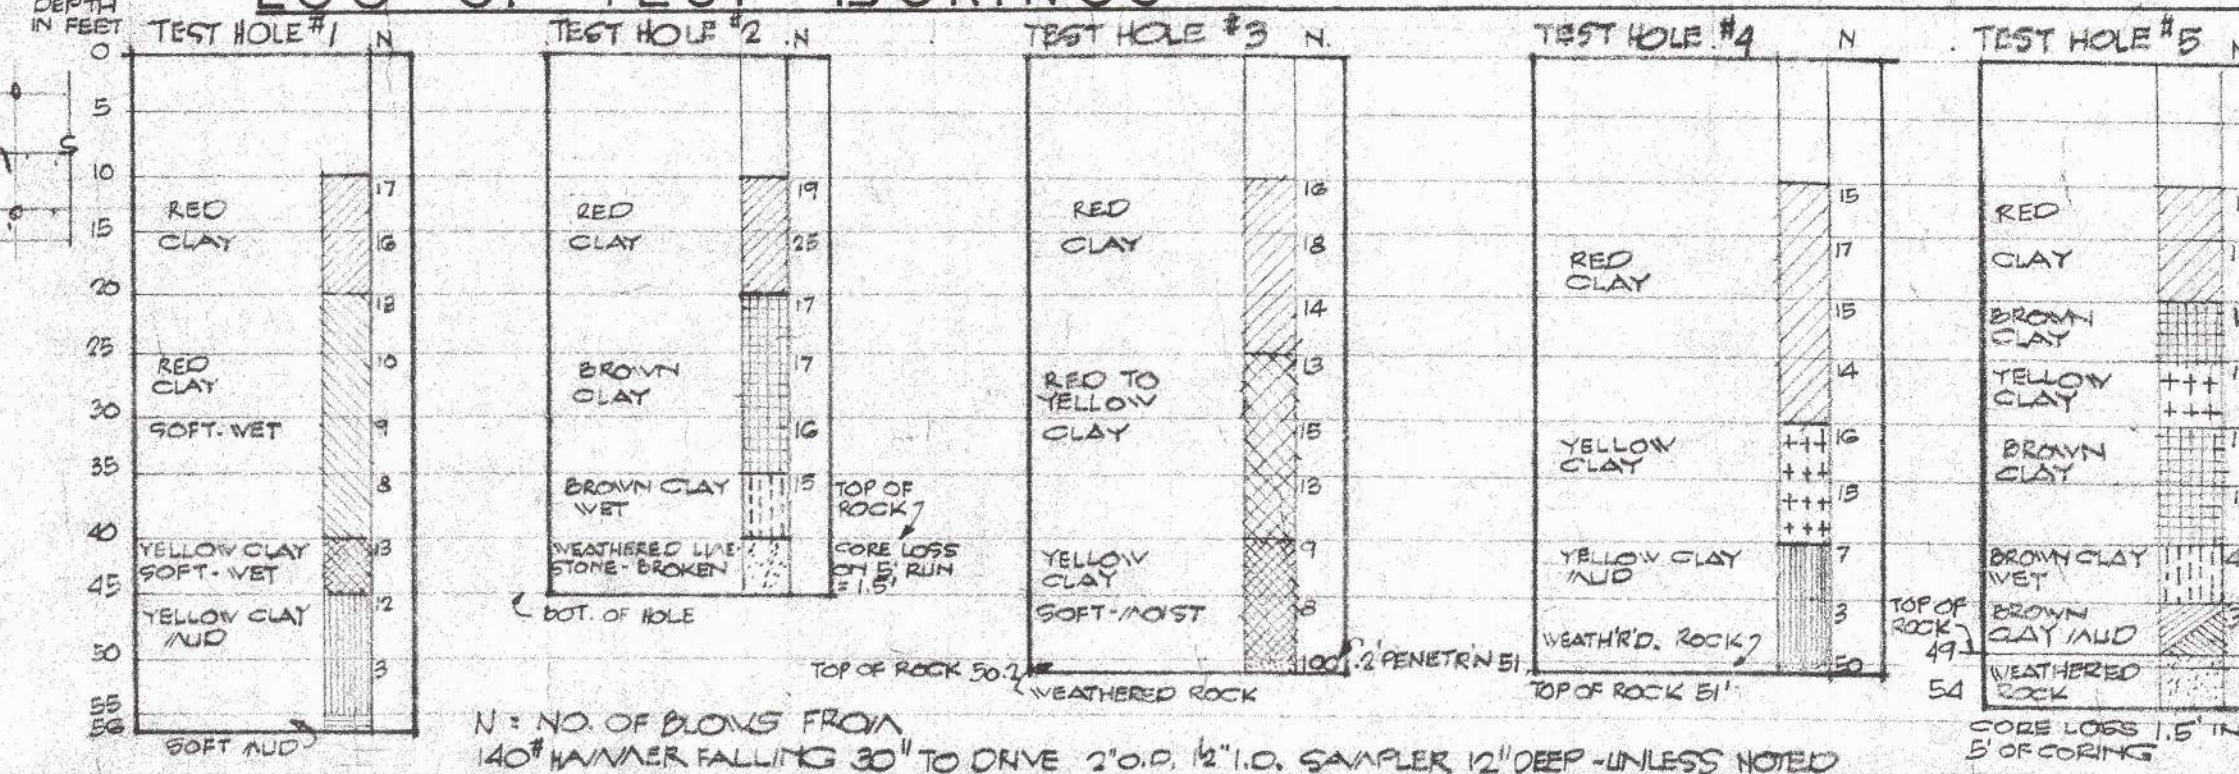 LOG OF TEST BORINGS
DEPTH
IN FEET
0
5
10
15
20
25
30
35
40
45
50
55
56
TEST HOLE #1 N
RED
CLAY
RED
CLAY
SOFT-WET
YELLOW CLAY
SOFT-WET
YELLOW CLAY
MUD
SOFT MUD
17
16
12
10
9
8
13
12
3
TEST HOLE #2 N
RED
CLAY
BROWN
CLAY
BROWN CLAY
WET
WEATHERED LIME-
STONE-BROKEN
19
25
17
17
16
15
TOP OF
ROCK
CORE LOSS
ON 5' RUN
= 1.5'
BOT. OF HOLE
TEST HOLE #3 N.
RED
CLAY
RED TO
YELLOW
CLAY
YELLOW
CLAY
SOFT-MOIST
16
18
14
13
15
13
9
8
100
.2' PENETR'N
TOP OF ROCK 50.2
WEATHERED ROCK
TEST HOLE #4 N
RED
CLAY
YELLOW
CLAY
YELLOW CLAY
MUD
WEATH'R'D. ROCK
15
17
15
14
16
15
7
3
50
51
TOP OF ROCK 51'
TEST HOLE #5 N
RED
CLAY
BROWN
CLAY
YELLOW
CLAY
BROWN
CLAY
BROWN CLAY
WET
BROWN
CLAY MUD
WEATHERED
ROCK
TOP OF
ROCK
49
54
CORE LOSS 1.5' IN
5' OF CORING
N = NO. OF BLOWS FROM
140# HAMMER FALLING 30" TO DRIVE 2" O.D. 1½" I.D. SAMPLER 12" DEEP - UNLESS NOTED